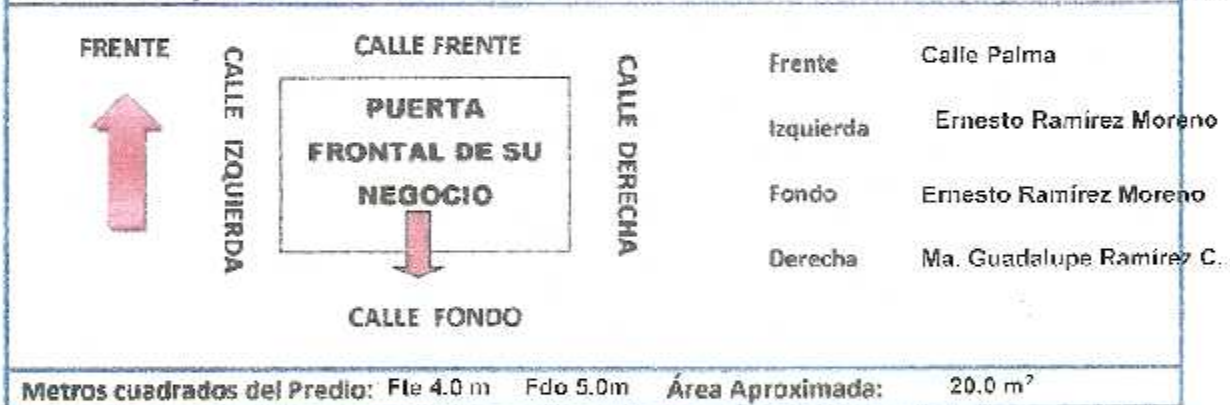 FRENTE
CALLE IZQUIERDA
CALLE FRENTE
PUERTA
FRONTAL DE SU
NEGOCIO
CALLE DERECHA
CALLE FONDO
Frente Calle Palma
Izquierda Ernesto Ramírez Moreno
Fondo Ernesto Ramírez Moreno
Derecha Ma. Guadalupe Ramírez C.
Metros cuadrados del Predio: Fte 4.0 m Fdo 5.0m Área Aproximada: 20.0 m²